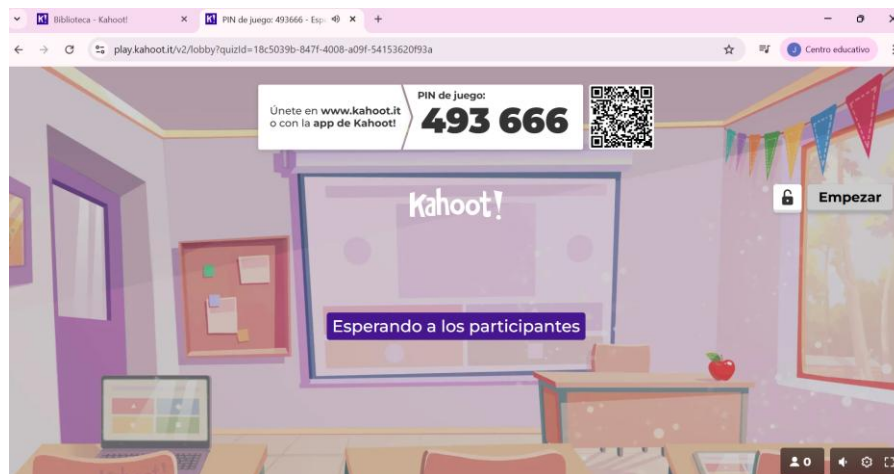 Biblioteca - Kahoot!
PIN de juego: 493666 - Esp
play.kahoot.it/v2/lobby?quizId=18c5039b-847f-4008-a09f-54153620f93a
J
Centro educativo
Únete en www.kahoot.it
o con la app de Kahoot!
PIN de juego:
493 666
Kahoot!
Empezar
Esperando a los participantes
0